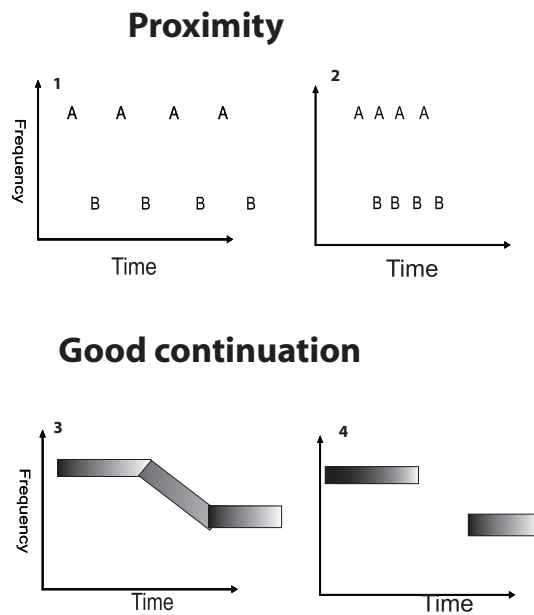 Proximity
1
2
A A A A
A A A A
Frequency
B B B B
B B B B
Time
Time
Good continuation
3
4
Frequency
Time
Time